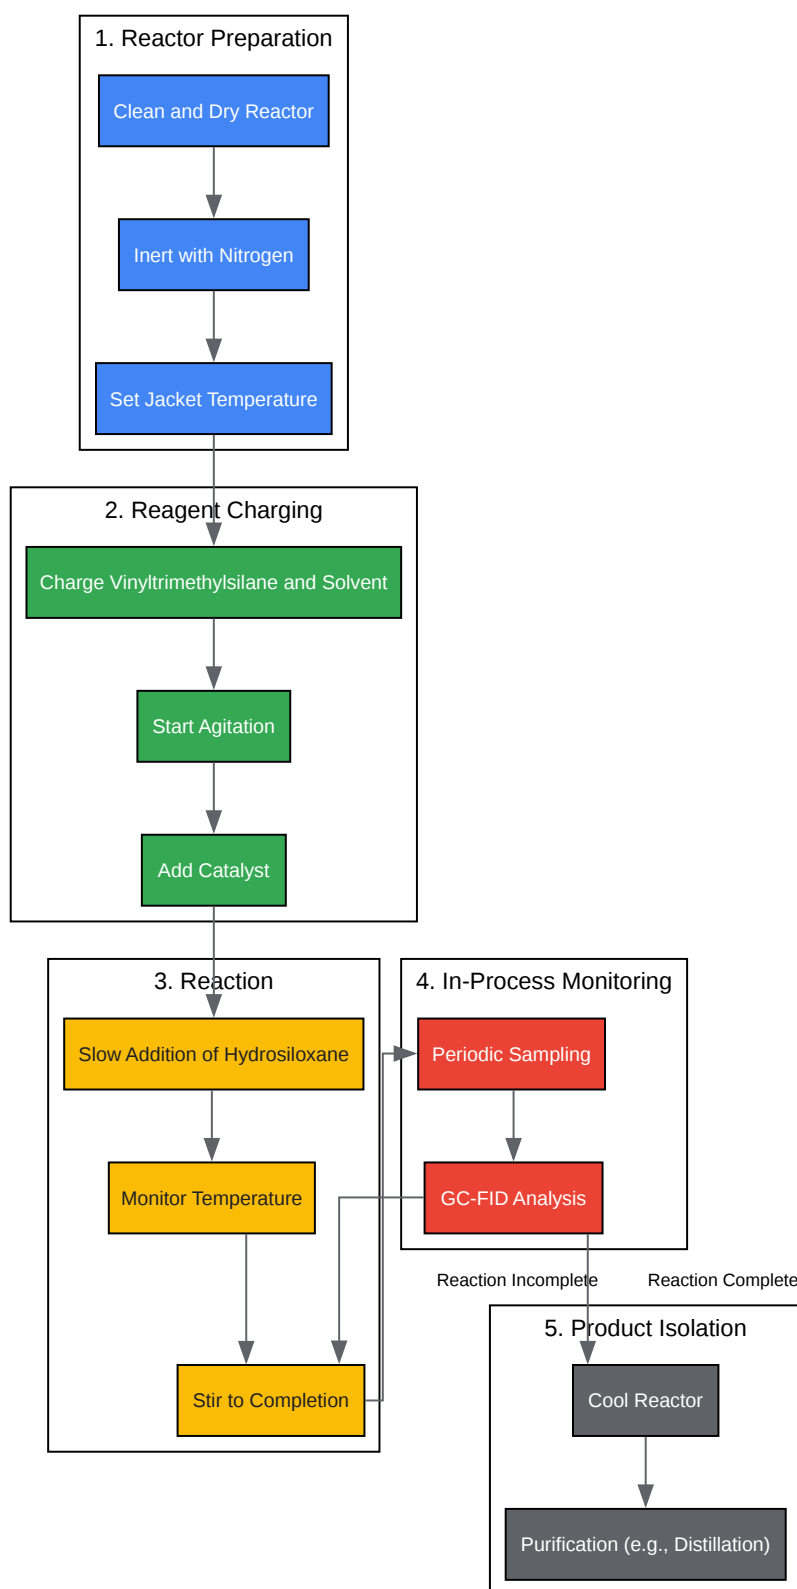 1. Reactor Preparation
Clean and Dry Reactor
Inert with Nitrogen
Set Jacket Temperature
2. Reagent Charging
Charge Vinyltrimethylsilane and Solvent
Start Agitation
Add Catalyst
3. Reaction
Slow Addition of Hydrosiloxane
Monitor Temperature
Stir to Completion
4. In-Process Monitoring
Periodic Sampling
GC-FID Analysis
Reaction Incomplete
Reaction Complete
5. Product Isolation
Cool Reactor
Purification (e.g., Distillation)